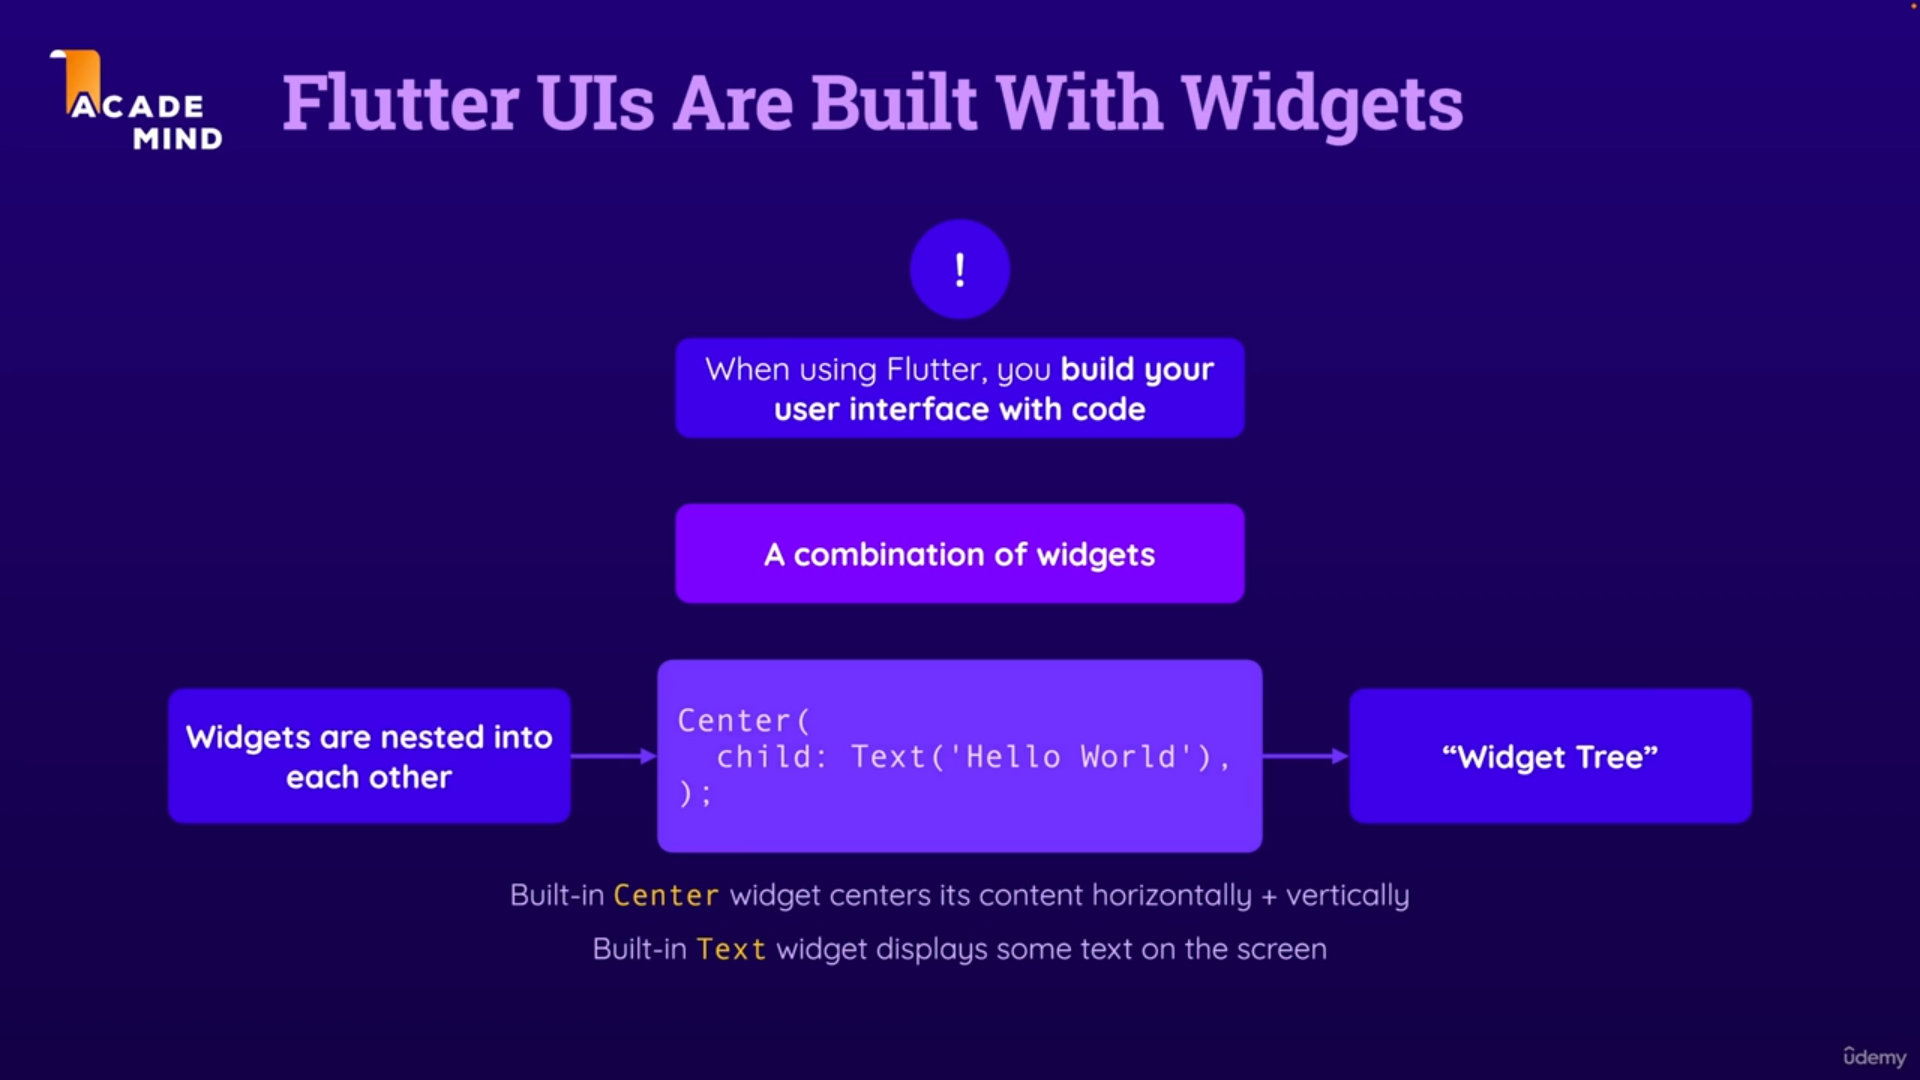 ACADE
MIND
Flutter UIs Are Built With Widgets
!
When using Flutter, you build your
user interface with code
A combination of widgets
Widgets are nested into
each other
Center(
  child: Text('Hello World'),
);
“Widget Tree”
Built-in Center widget centers its content horizontally + vertically
Built-in Text widget displays some text on the screen
ûdemy